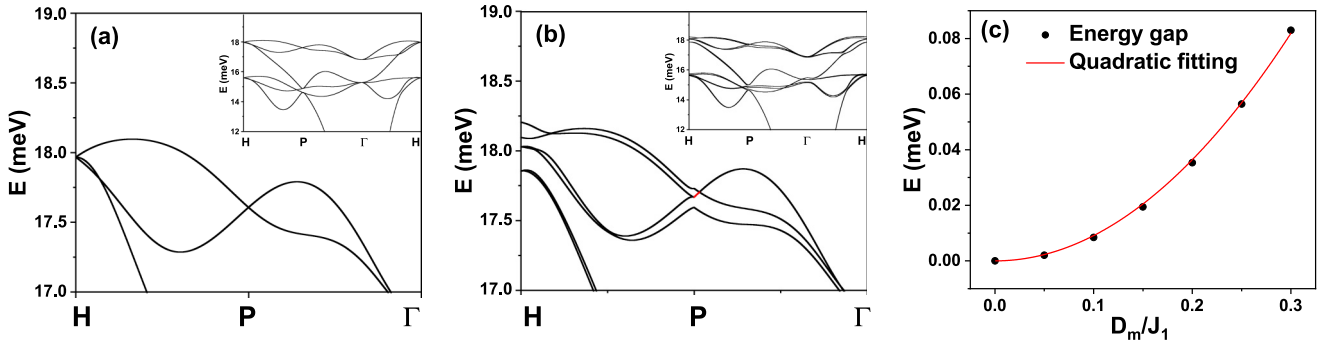 (a)
E (meV)
19.0
18.5
18.0
17.5
17.0
H
P
Γ
E (meV)
18
16
14
12
H
P
Γ
H
(b)
E (meV)
19.0
18.5
18.0
17.5
17.0
H
P
Γ
E (meV)
18
16
14
12
H
P
Γ
H
(c)
Energy gap
Quadratic fitting
E (meV)
0.08
0.06
0.04
0.02
0.00
0.0
0.1
0.2
0.3
Dₘ/J₁